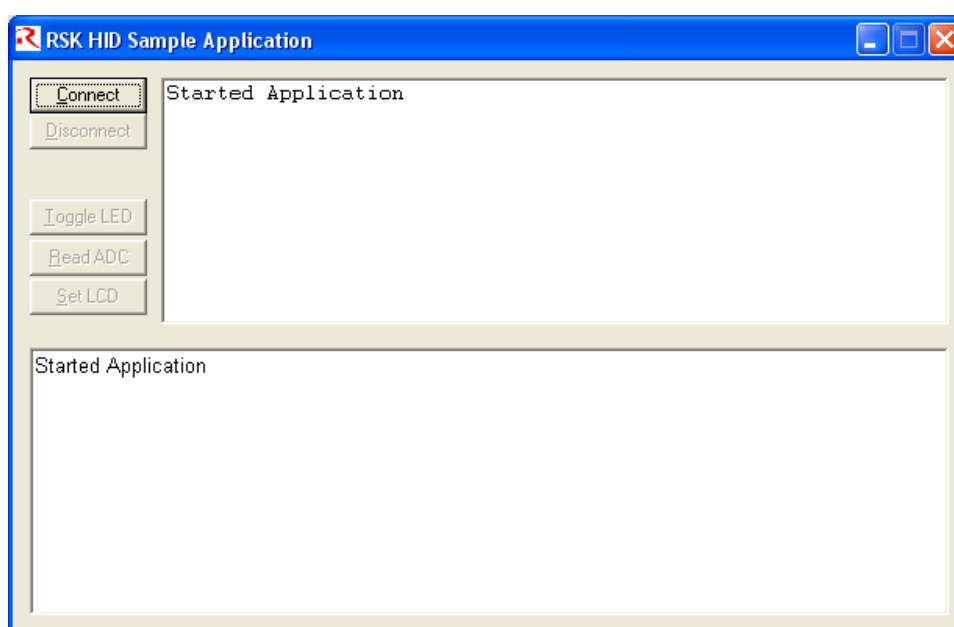 RSK HID Sample Application
Connect
Started Application
Disconnect
Toggle LED
Read ADC
Set LCD
Started Application